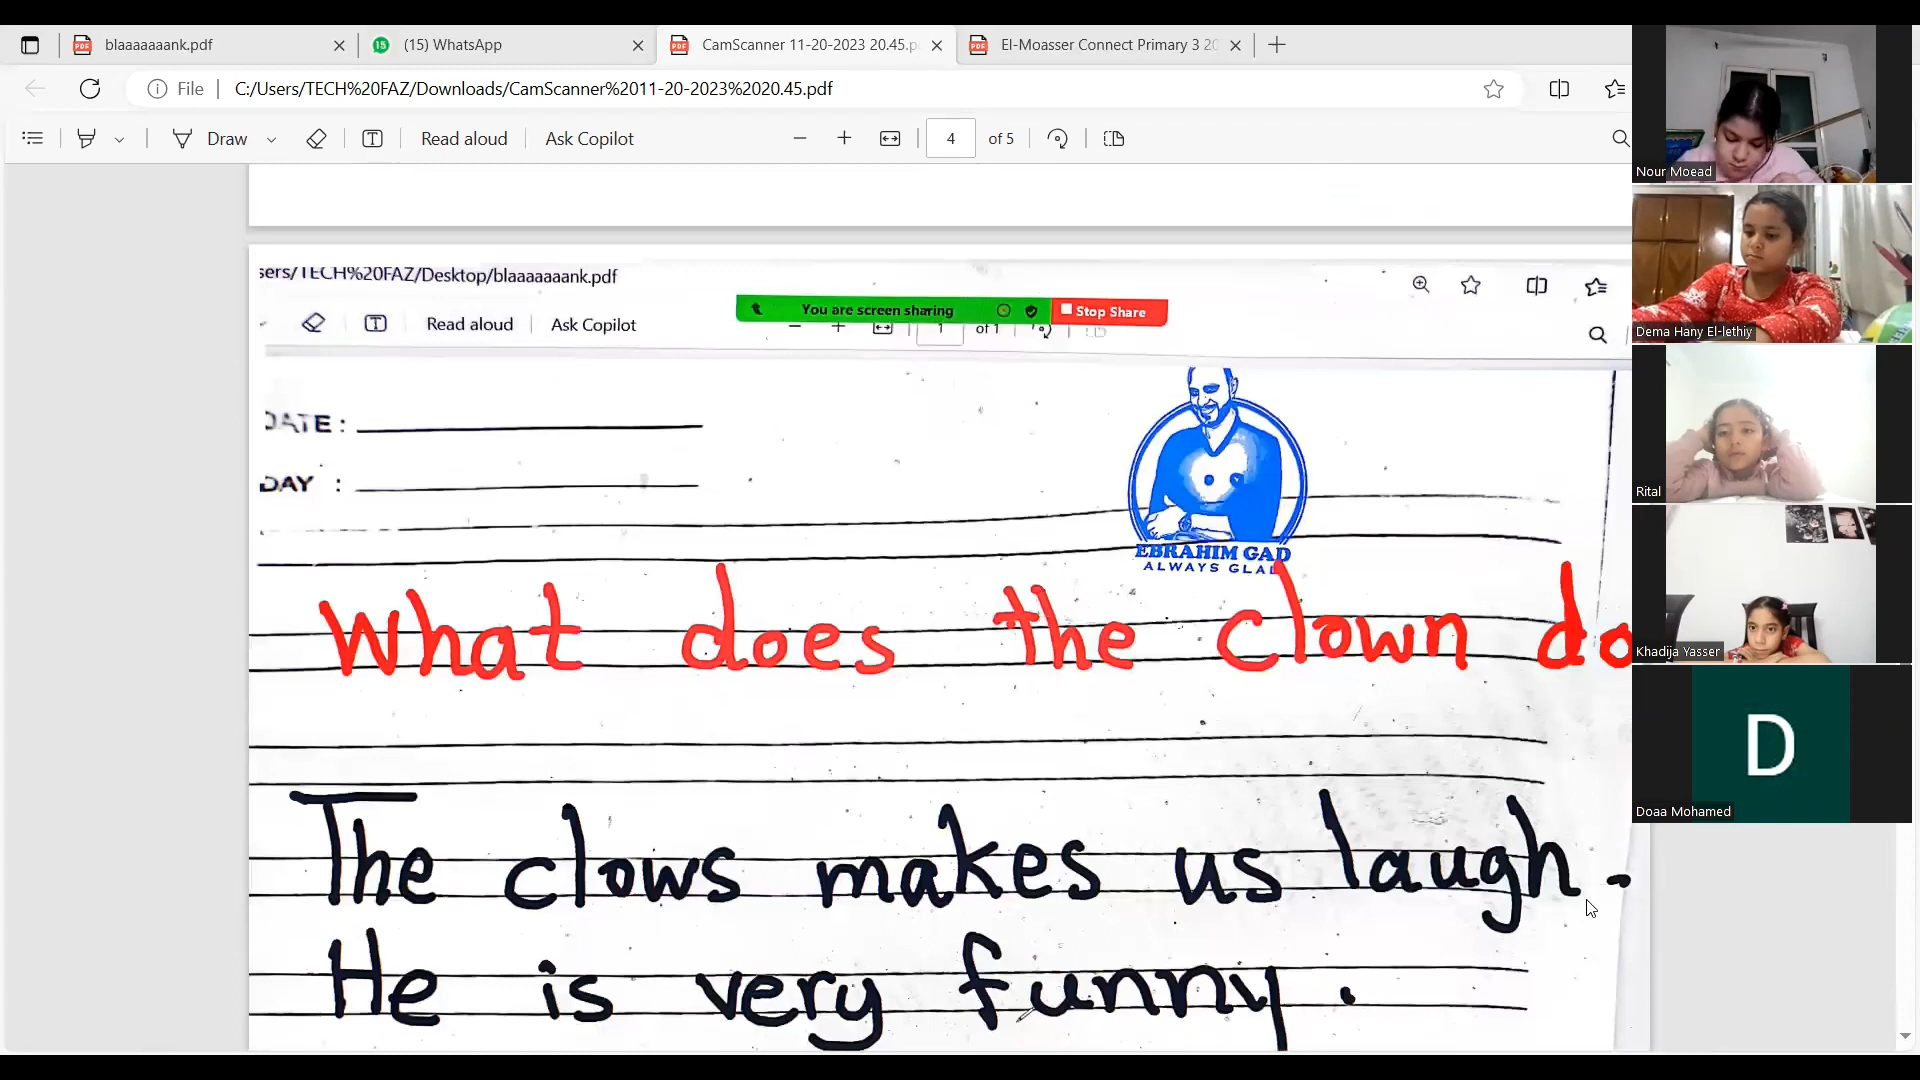 blaaaaaaank.pdf
(15) WhatsApp
CamScanner 11-20-2023 20.45.p
El-Moasser Connect Primary 3 20
File
C:/Users/TECH%20FAZ/Downloads/CamScanner%2011-20-2023%2020.45.pdf
Draw
Read aloud
Ask Copilot
4 of 5
sers/TECH%20FAZ/Desktop/blaaaaaaank.pdf
Read aloud
Ask Copilot
You are screen sharing
Stop Share
1 of 1
DATE :
DAY :
EBRAHIM GAD
ALWAYS GLAD
What does the clown do
The clows makes us laugh.
He is very funny.
Nour Moead
Dema Hany El-lethiy
Rital
Khadija Yasser
D
Doaa Mohamed